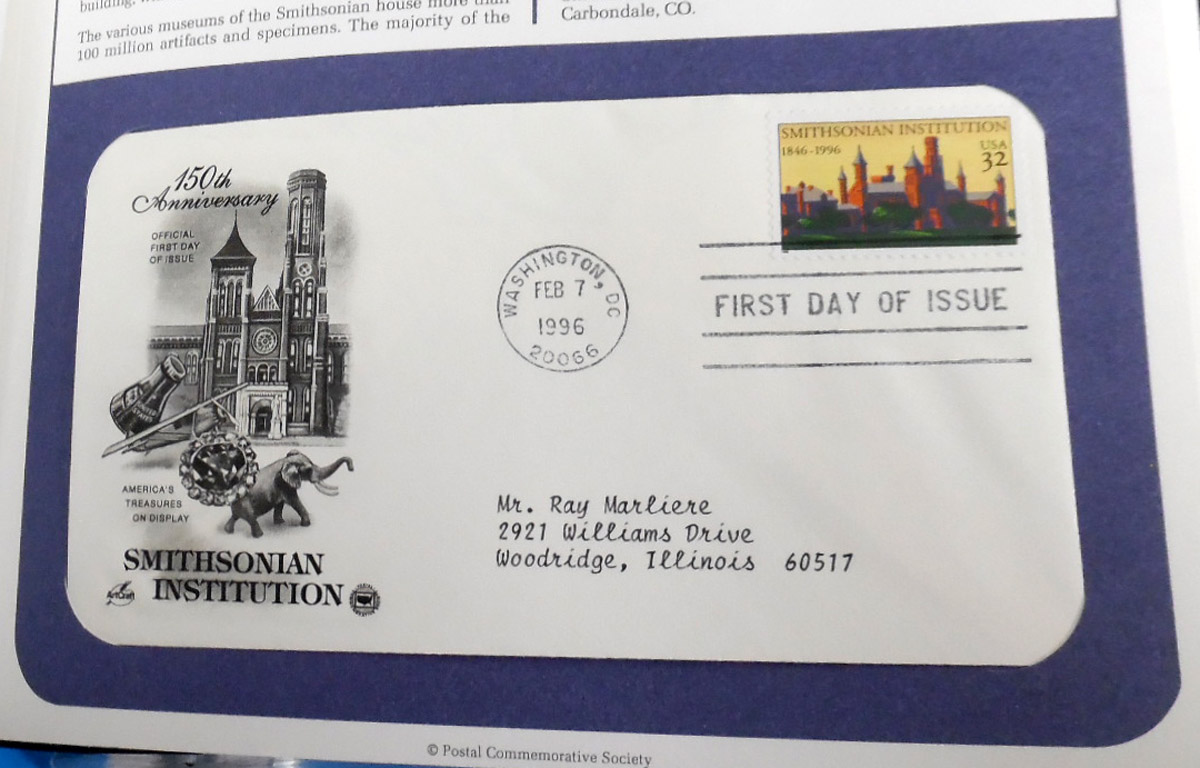 building,
The various museums of the Smithsonian house more than
100 million artifacts and specimens. The majority of the
Carbondale, CO.
150th
Anniversary
OFFICIAL
FIRST DAY
OF ISSUE
AMERICA'S
TREASURES
ON DISPLAY
SMITHSONIAN
INSTITUTION
ArtCraft
WASHINGTON, DC
FEB 7
1996
20066
SMITHSONIAN INSTITUTION
1846-1996
USA
32
FIRST DAY OF ISSUE
Mr. Ray Marliere
2921 Williams Drive
Woodridge, Illinois 60517
© Postal Commemorative Society